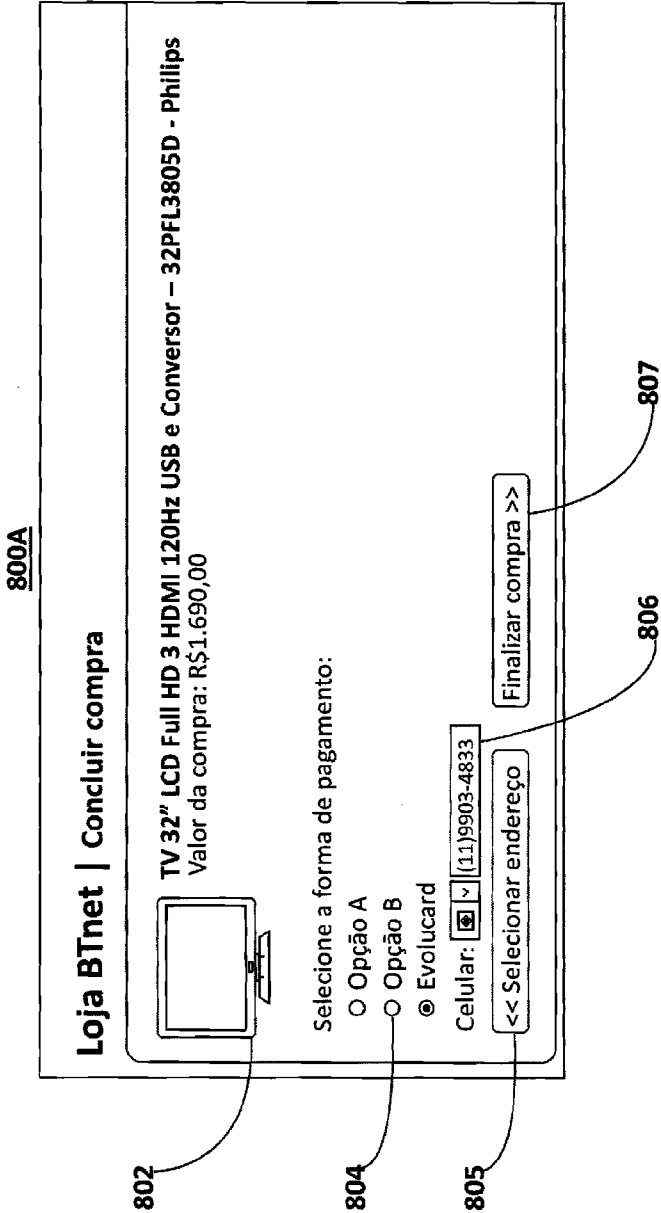 800A
Loja BTnet | Concluir compra
TV 32” LCD Full HD 3 HDMI 120Hz USB e Conversor – 32PFL3805D - Philips
Valor da compra: R$1.690,00
802
Selecione a forma de pagamento:
Opção A
804
Opção B
Evolucard
Celular: (11)9903-4833
806
805
<< Selecionar endereço
Finalizar compra >>
807